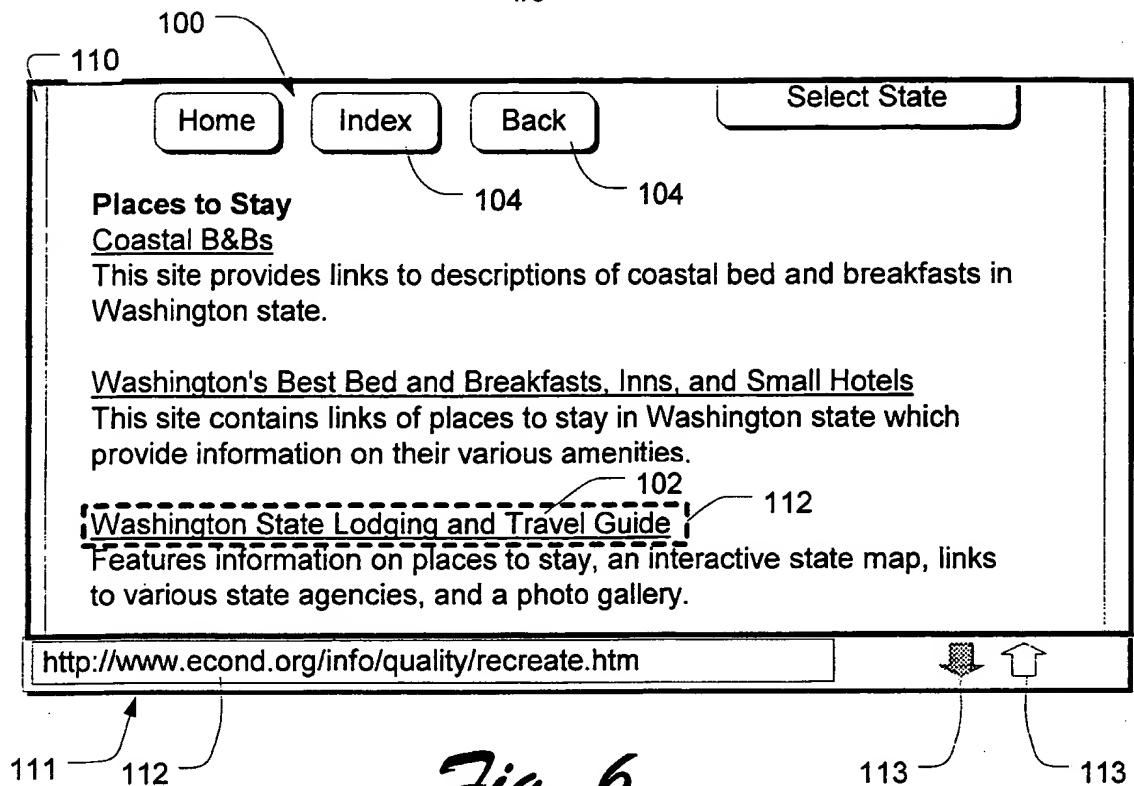 100
110
Select State
Home Index Back
104 104
Places to Stay
Coastal B&Bs
This site provides links to descriptions of coastal bed and breakfasts in
Washington state.
Washington's Best Bed and Breakfasts, Inns, and Small Hotels
This site contains links of places to stay in Washington state which
provide information on their various amenities.
102
112
Washington State Lodging and Travel Guide
Features information on places to stay, an interactive state map, links
to various state agencies, and a photo gallery.
http://www.econd.org/info/quality/recreate.htm
111 112 Fig. 6 113 113